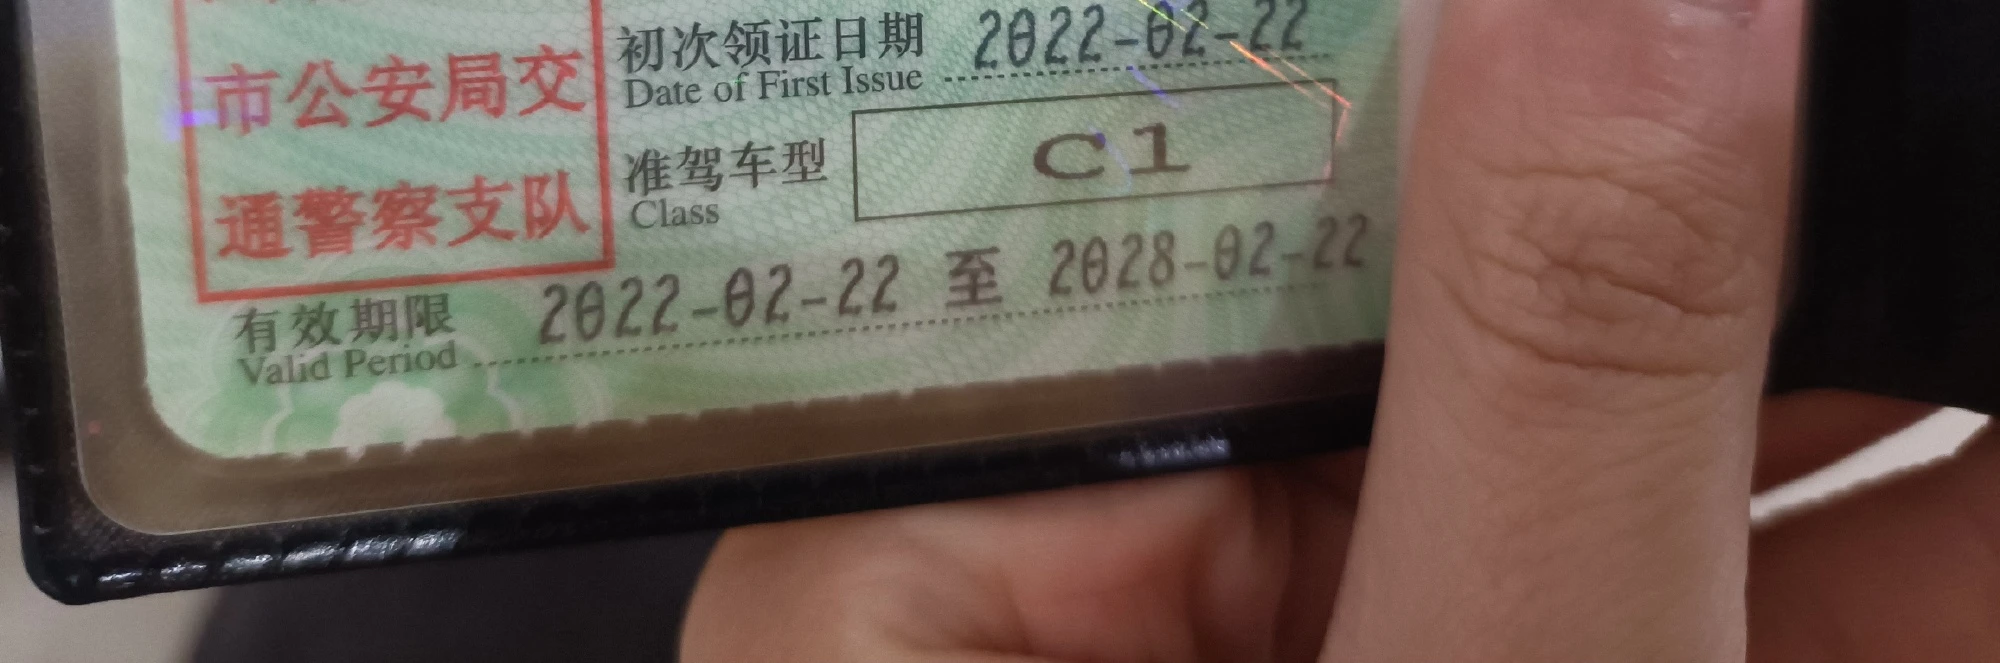 初次领证日期 2022-02-22
Date of First Issue
市公安局交
准驾车型 C1
Class
通警察支队
有效期限 2022-02-22 至 2028-02-22
Valid Period